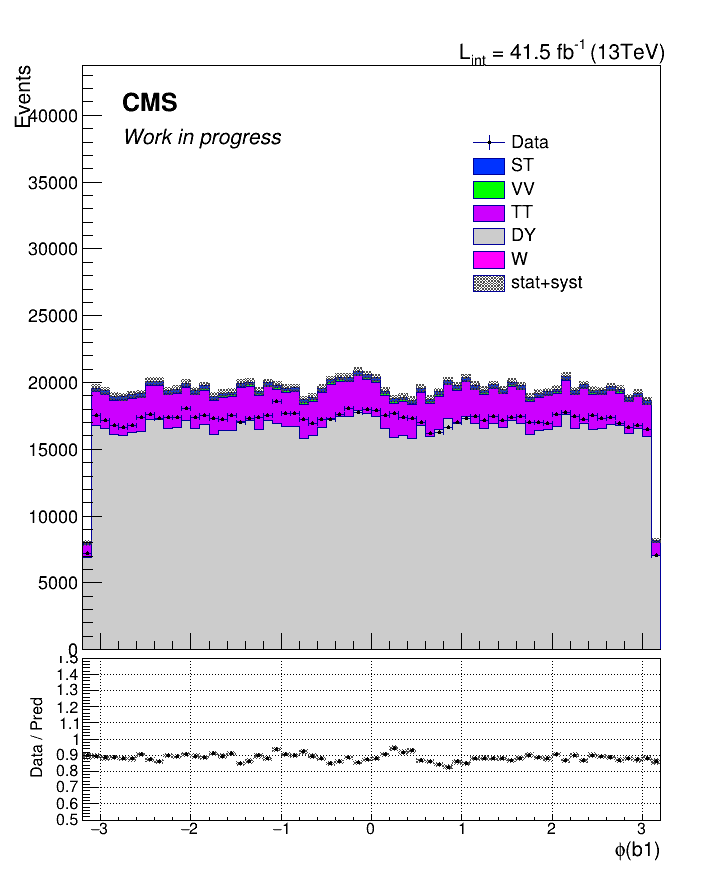 L_int = 41.5 fb^-1 (13TeV)
Events
CMS
Work in progress
Data
ST
VV
TT
DY
W
stat+syst
40000
35000
30000
25000
20000
15000
10000
5000
0
Data / Pred
1.5
1.4
1.3
1.2
1.1
1
0.9
0.8
0.7
0.6
0.5
−3 −2 −1 0 1 2 3
ϕ(b1)